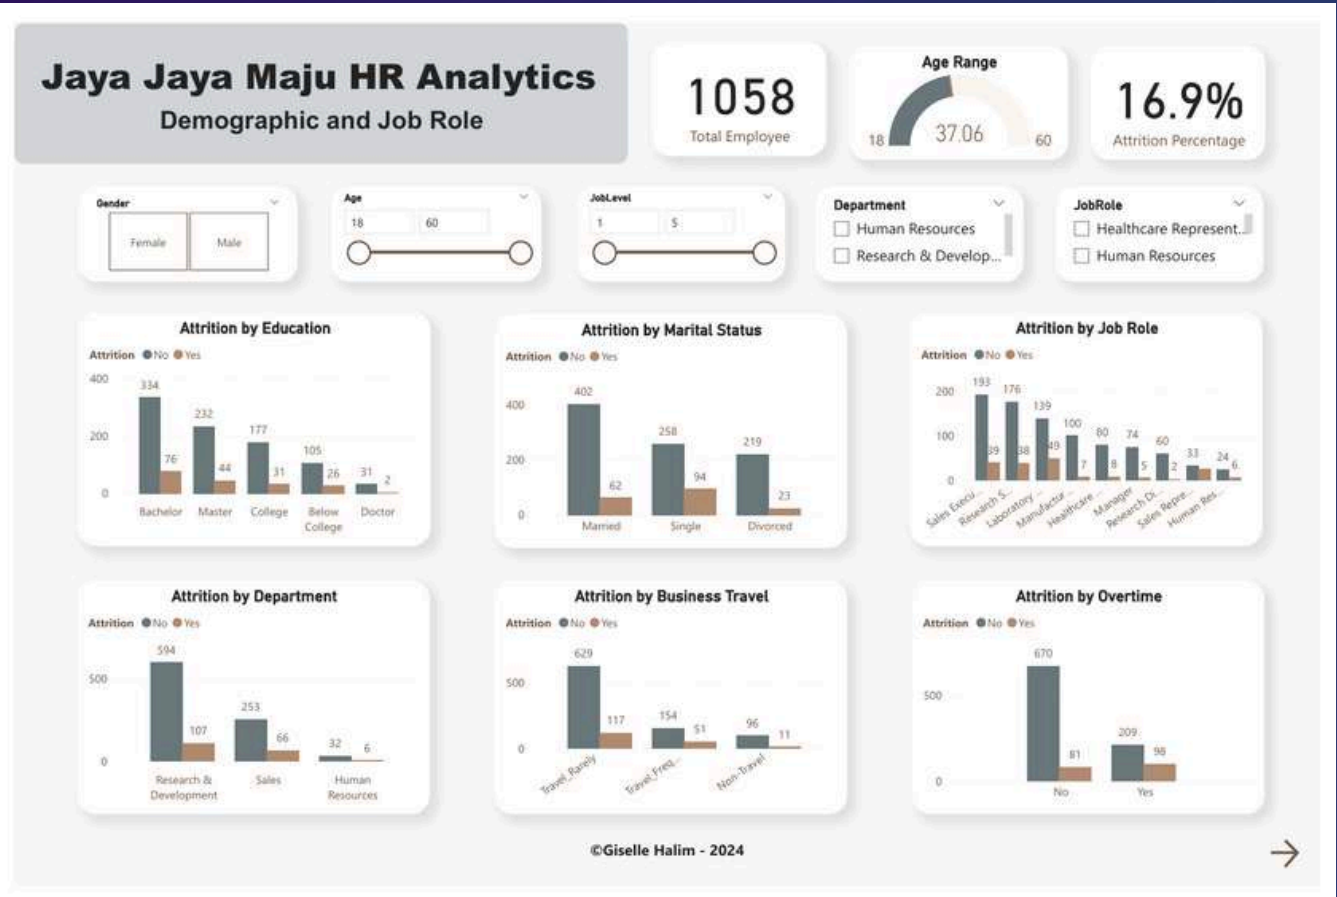 Jaya Jaya Maju HR Analytics
Demographic and Job Role
1058
Total Employee
Age Range
18
37.06
60
16.9%
Attrition Percentage
Gender
Female
Male
Age
18
60
JobLevel
1
5
Department
Human Resources
Research & Develop...
JobRole
Healthcare Represent...
Human Resources
Attrition by Education
Attrition No Yes
400
200
0
334
76
232
44
177
31
105
26
31
2
Bachelor
Master
College
Below
College
Doctor
Attrition by Marital Status
Attrition No Yes
400
200
0
402
62
258
94
219
23
Married
Single
Divorced
Attrition by Job Role
Attrition No Yes
200
100
0
193
39
176
38
139
49
100
7
80
8
74
5
60
2
33
24
6
Sales Execu...
Research S...
Laboratory ...
Manufactur...
Healthcare ...
Manager
Research Di...
Sales Repre...
Human Res...
Attrition by Department
Attrition No Yes
500
0
594
107
253
66
32
6
Research &
Development
Sales
Human
Resources
Attrition by Business Travel
Attrition No Yes
500
0
629
117
154
51
96
11
Travel_Rarely
Travel_Freq...
Non-Travel
Attrition by Overtime
Attrition No Yes
500
0
670
81
209
98
No
Yes
©Giselle Halim - 2024